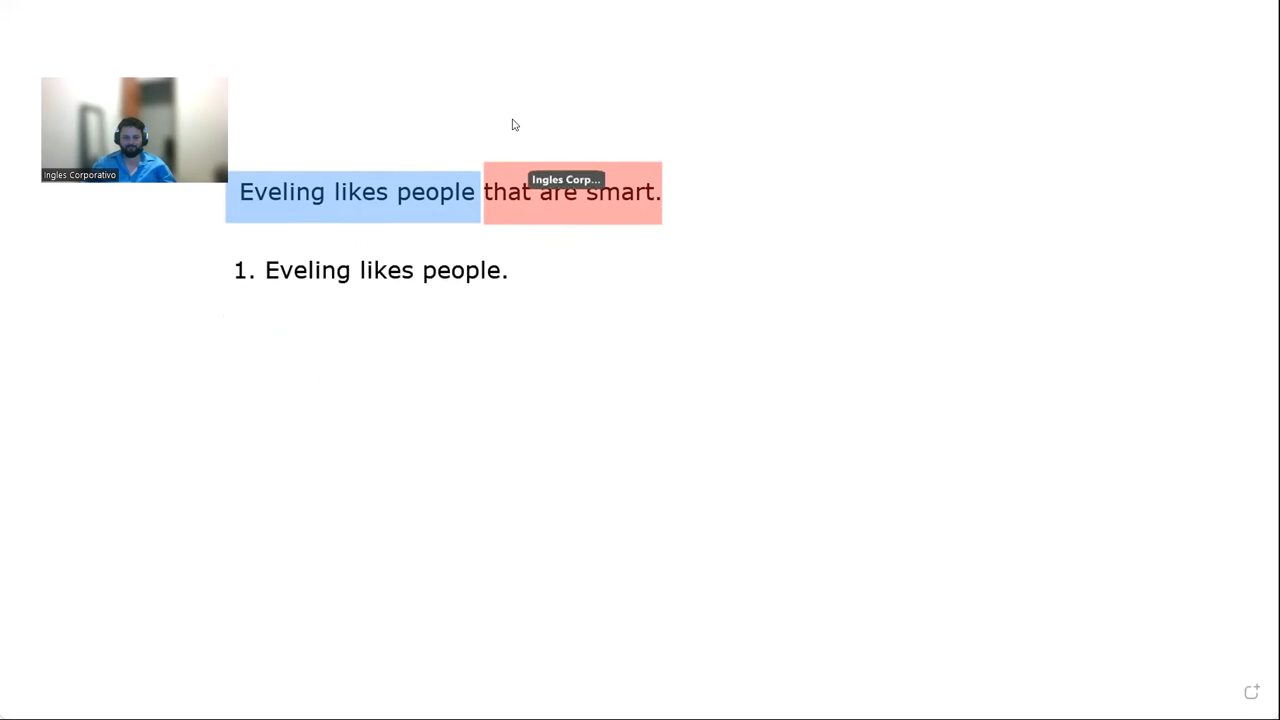 Ingles Corporativo
Ingles Corp...
Eveling likes people that are smart.
1. Eveling likes people.